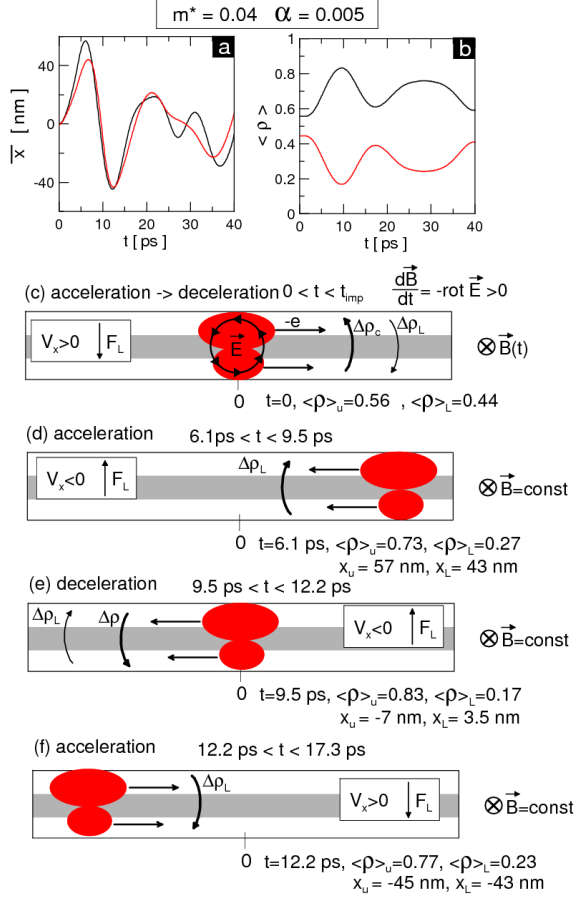 m* = 0.04 α = 0.005
a
b
40
0
-40
x̅ [ nm ]
0 10 20 30 40
t [ ps ]
1
0.8
0.6
0.4
0.2
0
< ρ >
0 10 20 30 40
t [ ps ]
(c) acceleration -> deceleration 0 < t < t_imp dB⃗/dt = -rot E⃗ >0
V_x>0 ↓F_L E⃗ -e Δρ_c Δρ_L ⊗ B⃗(t)
0 t=0, <ρ>_u=0.56 , <ρ>_L=0.44
(d) acceleration 6.1ps < t < 9.5 ps
V_x<0 ↑F_L Δρ_L ⊗ B⃗=const
0 t=6.1 ps, <ρ>_u=0.73, <ρ>_L=0.27
x_u = 57 nm, x_L= 43 nm
(e) deceleration 9.5 ps < t < 12.2 ps
Δρ_L Δρ V_x<0 ↑F_L ⊗ B⃗=const
0 t=9.5 ps, <ρ>_u=0.83, <ρ>_L=0.17
x_u = -7 nm, x_L= 3.5 nm
(f) acceleration 12.2 ps < t < 17.3 ps
Δρ_L V_x>0 ↓F_L ⊗ B⃗=const
0 t=12.2 ps, <ρ>_u=0.77, <ρ>_L=0.23
x_u = -45 nm, x_L= -43 nm